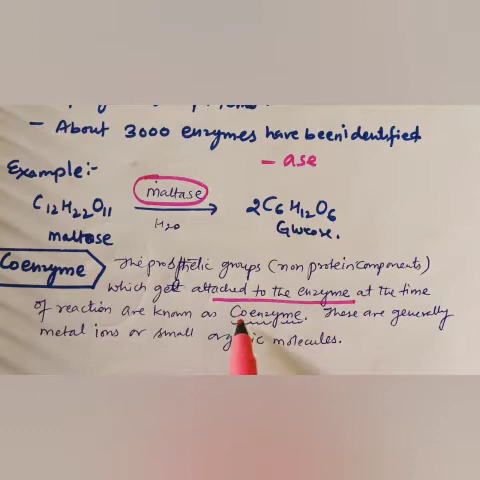 - About 3000 enzymes have been identified
Example:-
- ase
C12H22O11 maltase 2C6H12O6
H2O
maltose Glucose.
Coenzyme The prosthetic groups (non protein components)
which get attached to the enzyme at the time
of reaction are known as Coenzyme. These are generally
metal ions or small organic molecules.